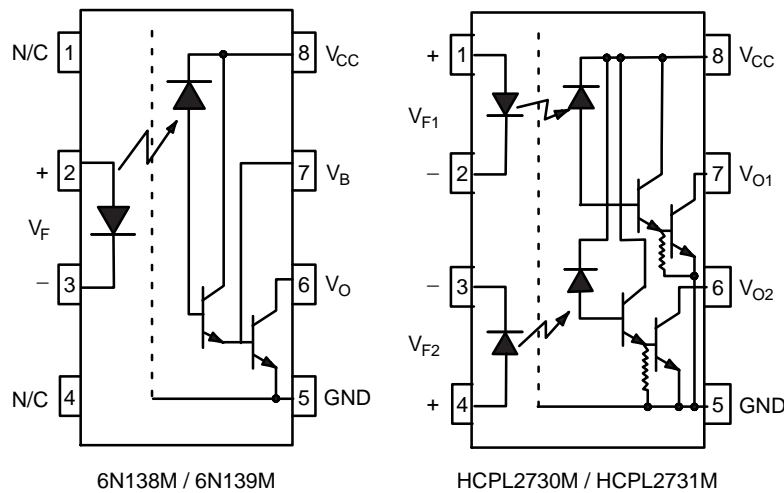 N/C 1
8 VCC
+ 2
7 VB
VF
− 3
6 VO
N/C 4
5 GND
6N138M / 6N139M
+ 1
8 VCC
VF1
− 2
7 VO1
− 3
6 VO2
VF2
+ 4
5 GND
HCPL2730M / HCPL2731M